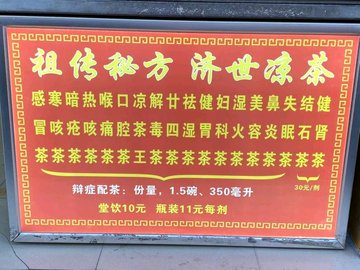 祖传秘方 济世凉茶
感冒茶
寒咳茶
暗疮茶
热咳茶
喉痛茶
口腔茶
凉茶王
解毒茶
廿四茶
祛湿茶
健胃茶
妇科茶
湿火茶
美容茶
鼻炎茶
失眠茶
结石茶
健肾茶
30元/剂
辩症配茶：份量，1.5碗、350毫升
堂饮10元 瓶装11元每剂